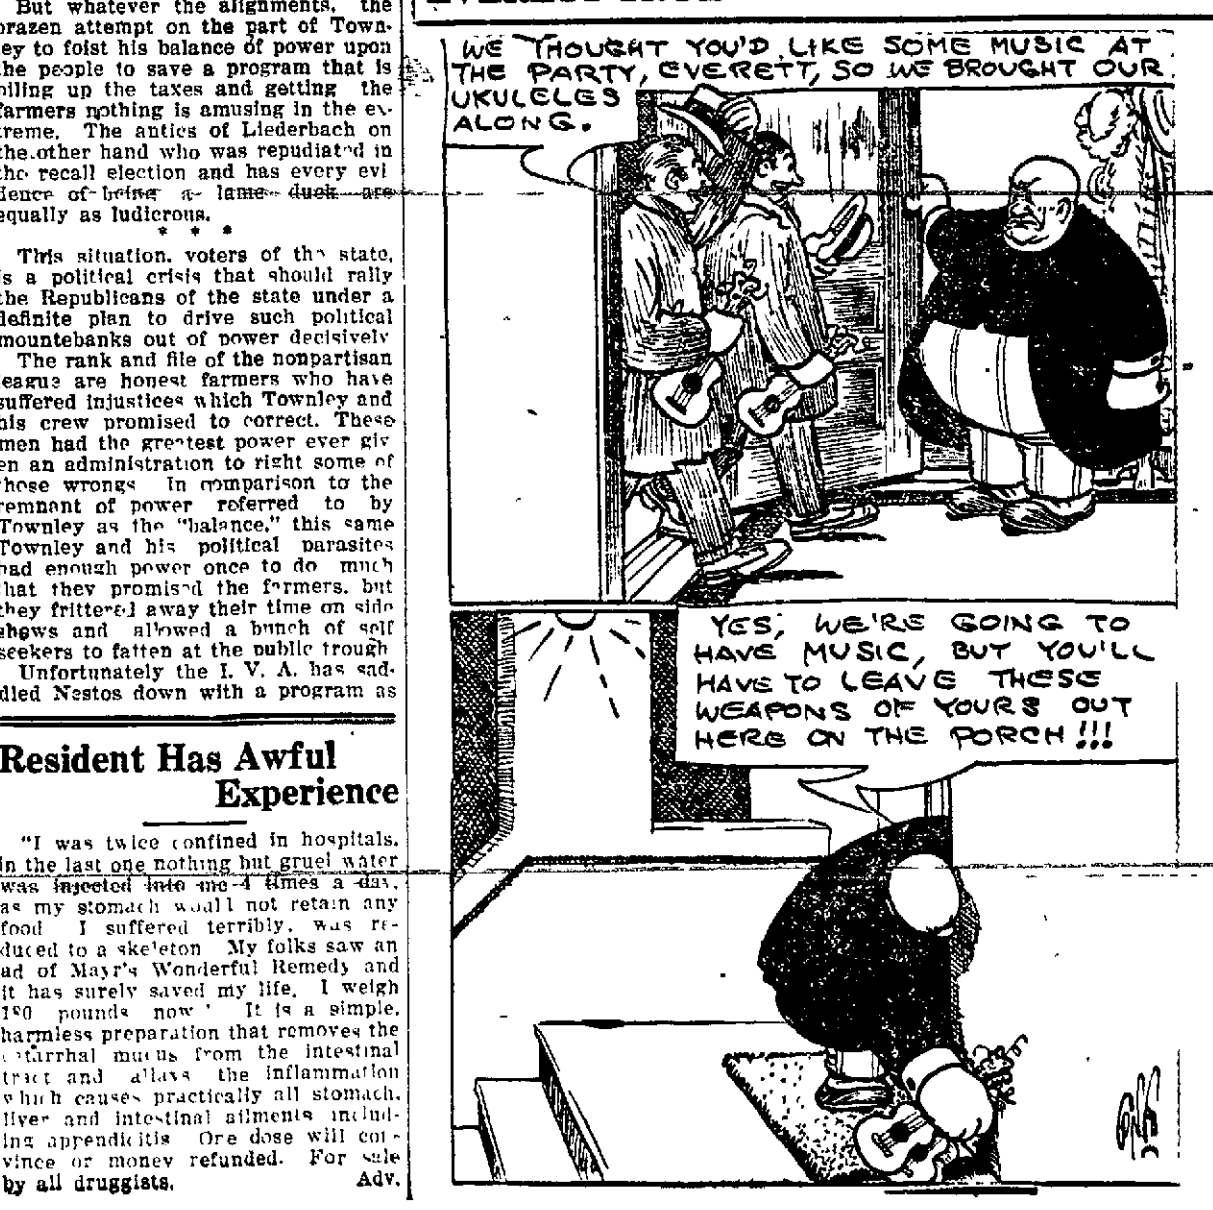 But whatever the alignments, the
brazen attempt on the part of Town-
ley to foist his balance of power upon
the people to save a program that is
piling up the taxes and getting the
farmers nothing is amusing in the ex-
treme. The antics of Liederbach on
the other hand who was repudiated in
the recall election and has every evi
dence of being a lame duck are
equally as ludicrous.
* * *
This situation, voters of the state,
is a political crisis that should rally
the Republicans of the state under a
definite plan to drive such political
mountebanks out of power decisively
The rank and file of the nonpartisan
league are honest farmers who have
suffered injustices which Townley and
his crew promised to correct. These
men had the greatest power ever giv
en an administration to right some of
those wrongs In comparison to the
remnant of power referred to by
Townley as the "balance," this same
Townley and his political parasites
had enough power once to do much
that they promised the farmers, but
they frittered away their time on side
shows and allowed a bunch of self
seekers to fatten at the public trough
Unfortunately the I. V. A. has sad-
dled Nestos down with a program as
Resident Has Awful
Experience
"I was twice confined in hospitals,
in the last one nothing but gruel water
was injected into me 4 times a day,
as my stomach would not retain any
food I suffered terribly, was re-
duced to a skeleton My folks saw an
ad of Mayr's Wonderful Remedy and
it has surely saved my life. I weigh
pounds now" It is a simple,
harmless preparation that removes the
catarrhal mucus from the intestinal
tract and allays the inflammation
which causes practically all stomach,
liver and intestinal ailments includ-
ing appendicitis One dose will con-
vince or money refunded. For sale
by all druggists. Adv.
WE THOUGHT YOU'D LIKE SOME MUSIC AT
THE PARTY, EVERETT, SO WE BROUGHT OUR
UKULELES
ALONG.
YES, WE'RE GOING TO
HAVE MUSIC, BUT YOU'LL
HAVE TO LEAVE THESE
WEAPONS OF YOURS OUT
HERE ON THE PORCH!!!